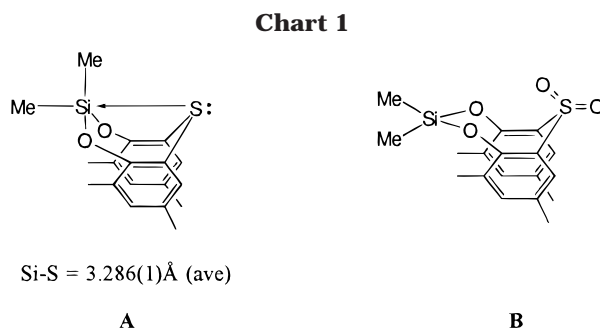 Chart 1
Me
Me
Si
S:
O
O
O
S
O
Me
Si
Me
O
O
Si-S = 3.286(1)Å (ave)
A
B